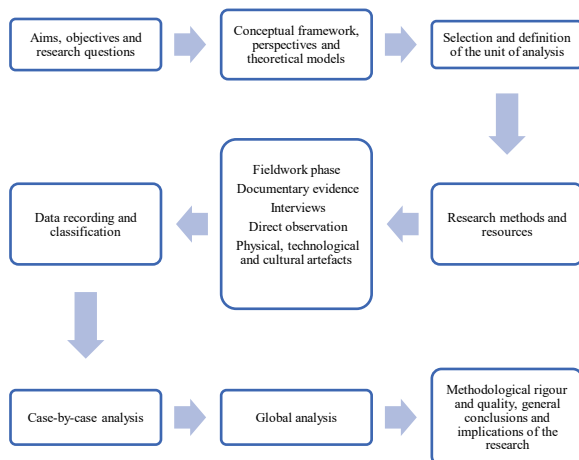 Aims, objectives and
research questions
Conceptual framework,
perspectives and
theoretical models
Selection and definition
of the unit of analysis
Research methods and
resources
Fieldwork phase
Documentary evidence
Interviews
Direct observation
Physical, technological
and cultural artefacts
Data recording and
classification
Case-by-case analysis
Global analysis
Methodological rigour
and quality, general
conclusions and
implications of the
research